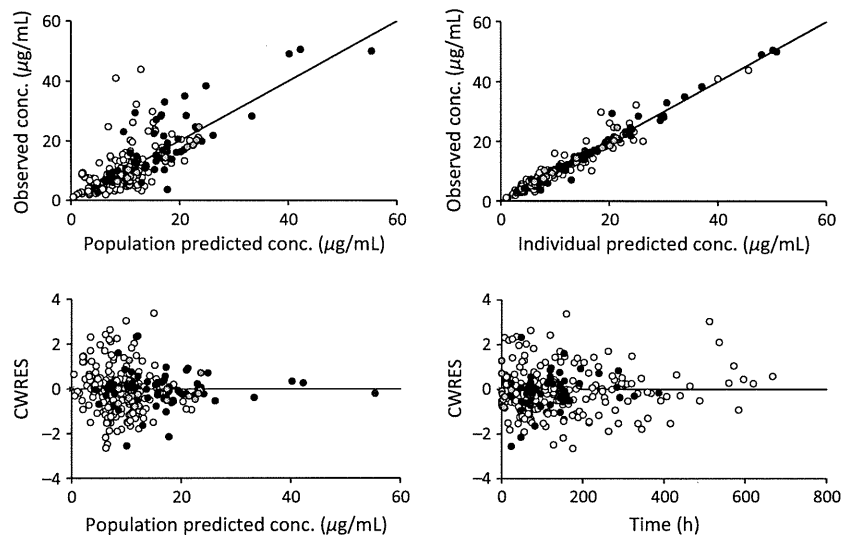 Observed conc. (μg/mL)
60
40
20
0
0 20 40 60
Population predicted conc. (μg/mL)
Observed conc. (μg/mL)
60
40
20
0
0 20 40 60
Individual predicted conc. (μg/mL)
CWRES
4
2
0
−2
−4
0 20 40 60
Population predicted conc. (μg/mL)
CWRES
4
2
0
−2
−4
0 200 400 600 800
Time (h)